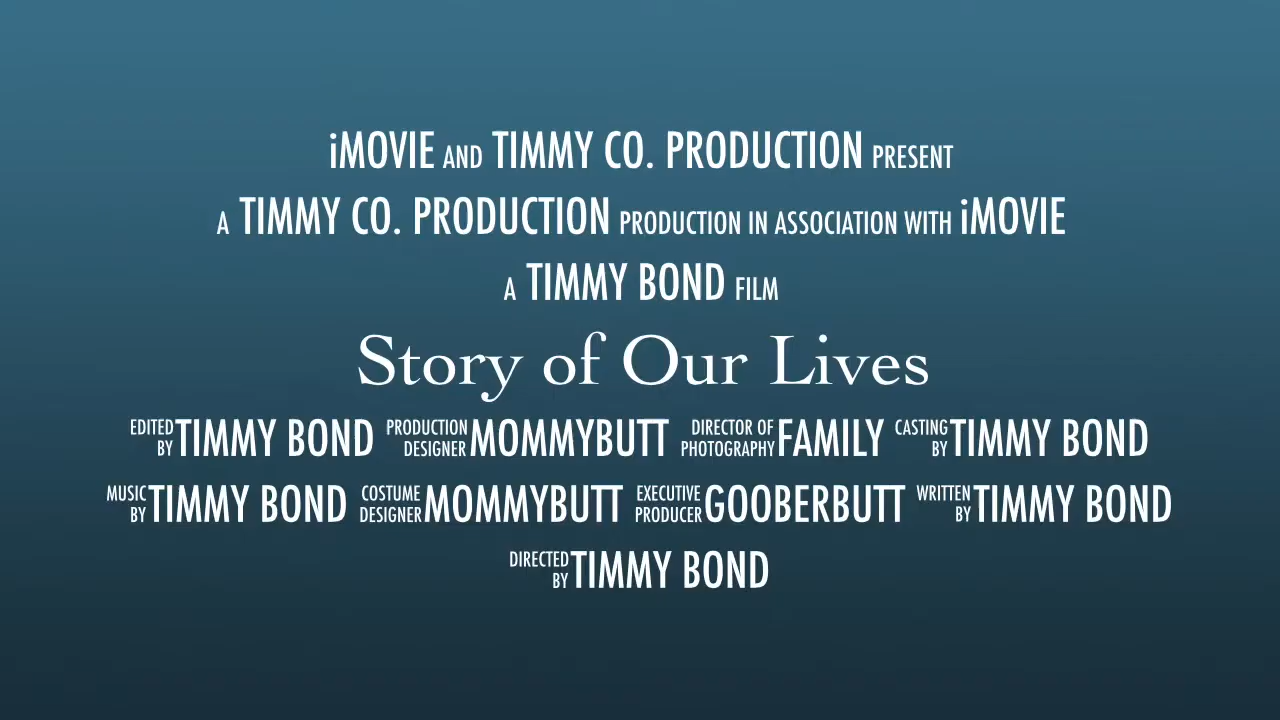 iMOVIE AND TIMMY CO. PRODUCTION PRESENT
A TIMMY CO. PRODUCTION PRODUCTION IN ASSOCIATION WITH iMOVIE
A TIMMY BOND FILM
Story of Our Lives
EDITED BY TIMMY BOND PRODUCTION DESIGNER MOMMYBUTT DIRECTOR OF PHOTOGRAPHY FAMILY CASTING BY TIMMY BOND
MUSIC BY TIMMY BOND COSTUME DESIGNER MOMMYBUTT EXECUTIVE PRODUCER GOOBERBUTT WRITTEN BY TIMMY BOND
DIRECTED BY TIMMY BOND